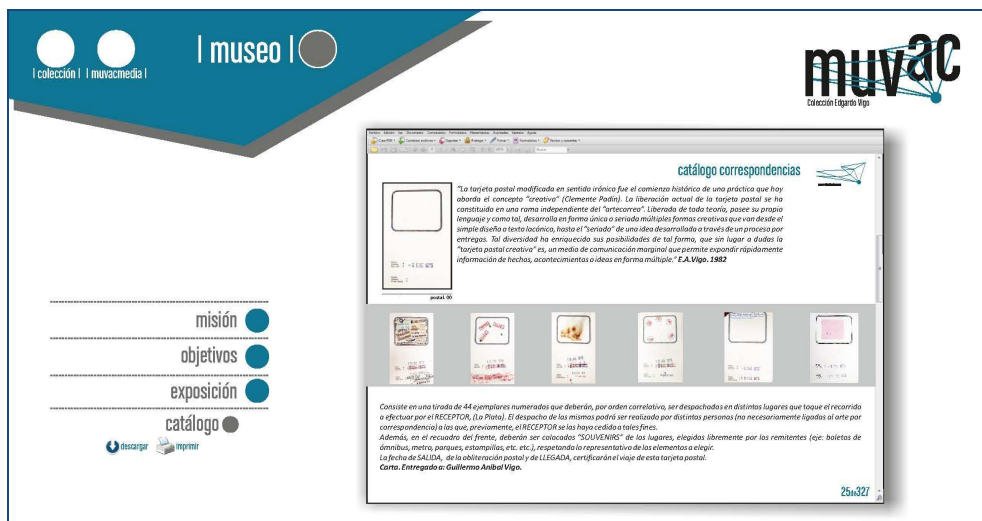 | museo |
| colección |
| muvacmedia |
muvac
Colección Edgardo Vigo
catálogo correspondencias
"La tarjeta postal modificada en sentido irónico fue el comienzo histórico de una práctica que hoy
aborda el concepto "creativa" (Clemente Padín). La liberación actual de la tarjeta postal se ha
constituido en una rama independiente del "artecorreo". Liberada de toda teoría, posee su propio
lenguaje y como tal, desarrolla en forma única o seriada múltiples formas creativas que van desde el
simple diseño a texto lacónico, hasta el "seriado" de una idea desarrollada a través de un proceso por
entregas. Tal diversidad ha enriquecido sus posibilidades de tal forma, que sin lugar a dudas la
"tarjeta postal creativa" es, un medio de comunicación marginal que permite expandir rápidamente
información de hechos, acontecimientos o ideas en forma múltiple." E.A.Vigo. 1982
postal. 00
misión
objetivos
exposición
catálogo
descargar
imprimir
Consiste en una tirada de 44 ejemplares numerados que deberán, por orden correlativo, ser despachados en distintos lugares que toque el recorrido
a efectuar por el RECEPTOR, (La Plata). El despacho de las mismas podrá ser realizado por distintas personas (no necesariamente ligadas al arte por
correspondencia) a las que, previamente, el RECEPTOR se las haya cedido a tales fines.
Además, en el recuadro del frente, deberán ser colocados "SOUVENIRS" de los lugares, elegidos libremente por los remitentes (eje: boletos de
ómnibus, metro, parques, estampillas, etc. etc.), respetando lo representativo de los elementos a elegir.
La fecha de SALIDA, de la obliteración postal y de LLEGADA, certificarán el viaje de esta tarjeta postal.
Carta. Entregado a: Guillermo Aníbal Vigo.
25de327